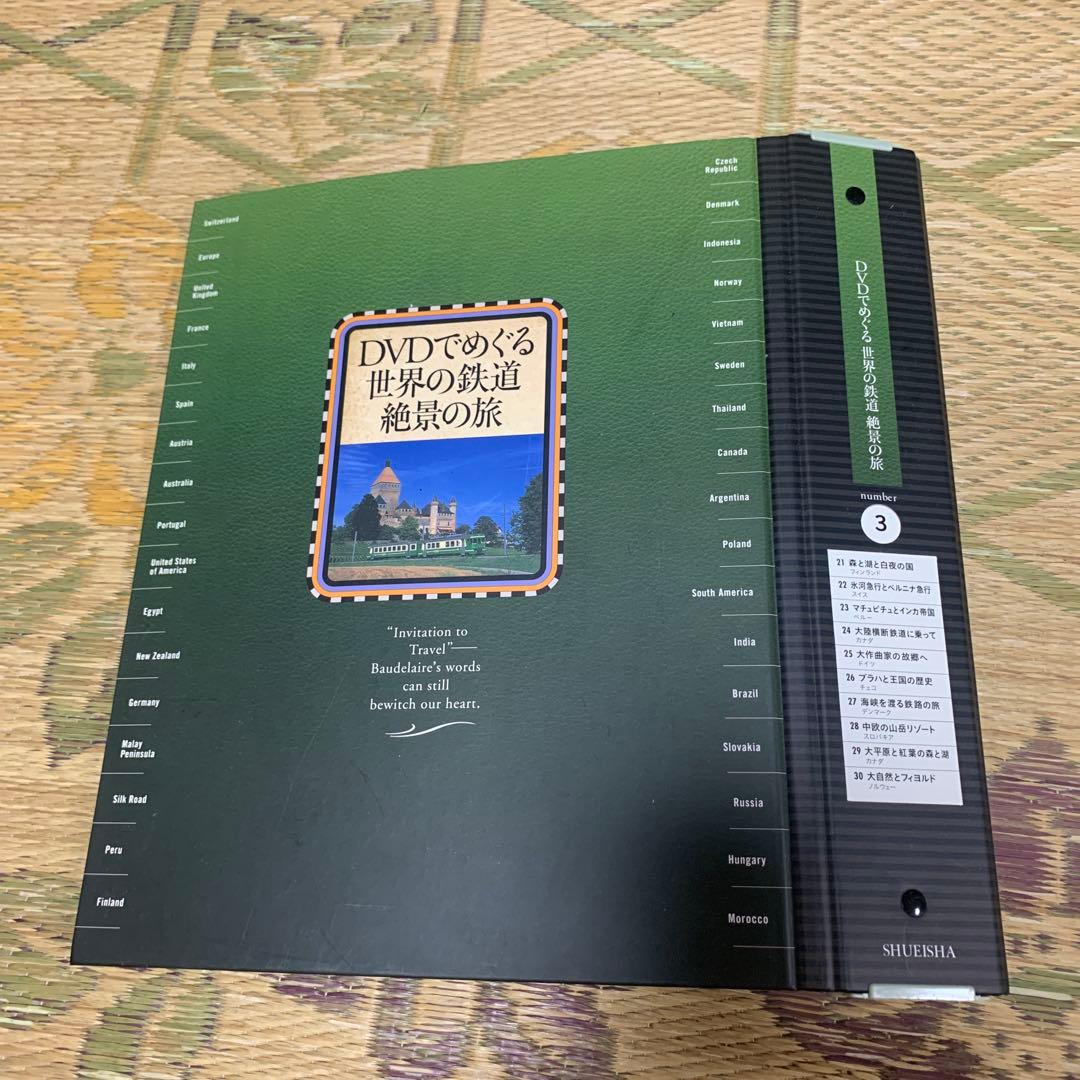 Switzerland
Europe
United
Kingdom
France
Italy
Spain
Austria
Australia
Portugal
United States
of America
Egypt
New Zealand
Germany
Malay
Peninsula
Silk Road
Peru
Finland
DVDでめぐる
世界の鉄道
絶景の旅
"Invitation to
Travel"—
Baudelaire's words
can still
bewitch our heart.
Czech
Republic
Denmark
Indonesia
Norway
Vietnam
Sweden
Thailand
Canada
Argentina
Poland
South America
India
Brazil
Slovakia
Russia
Hungary
Morocco
DVDでめぐる 世界の鉄道 絶景の旅
number
3
21 森と湖と白夜の国
フィンランド
22 氷河急行とベルニナ急行
スイス
23 マチュピチュとインカ帝国
ペルー
24 大陸横断鉄道に乗って
カナダ
25 大作曲家の故郷へ
ドイツ
26 プラハと王国の歴史
チェコ
27 海峡を渡る鉄路の旅
デンマーク
28 中欧の山岳リゾート
スロバキア
29 大平原と紅葉の森と湖
カナダ
30 大自然とフィヨルド
ノルウェー
SHUEISHA